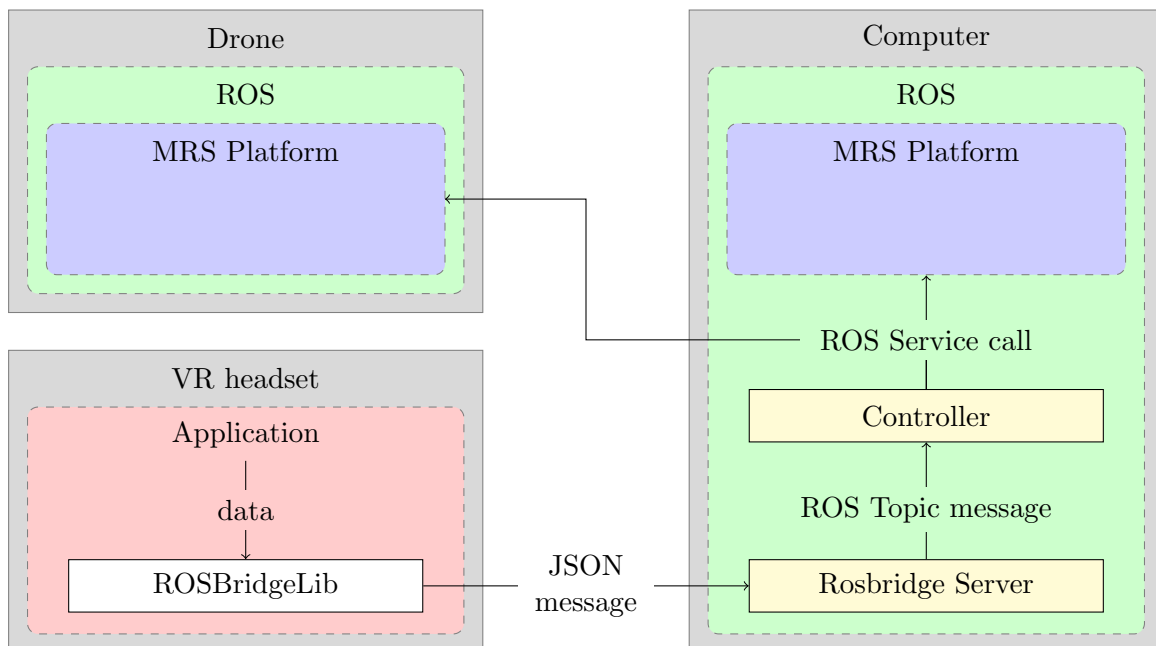 Drone
ROS
MRS Platform
Computer
ROS
MRS Platform
ROS Service call
Controller
ROS Topic message
Rosbridge Server
VR headset
Application
data
ROSBridgeLib
JSON
message